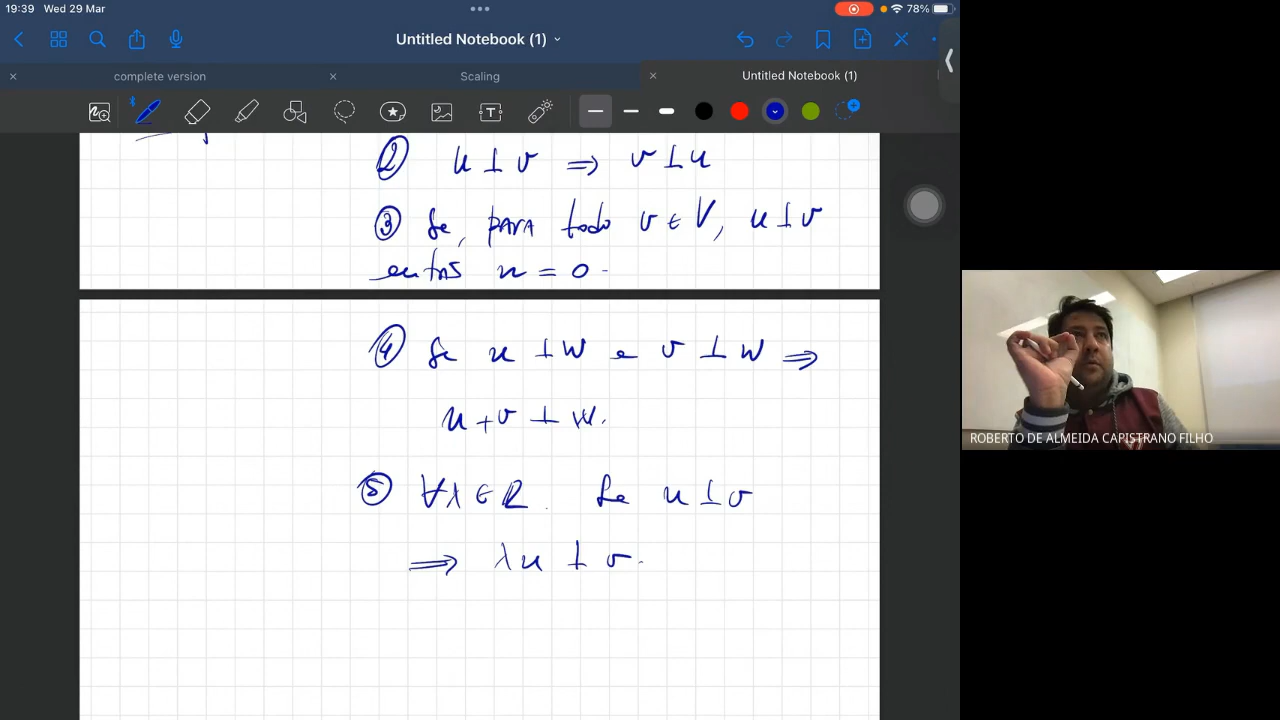 19:39 Wed 29 Mar
78%
Untitled Notebook (1)
complete version
Scaling
Untitled Notebook (1)
② u ⊥ v ⇒ v ⊥ u
③ Se, para todo v ∈ V, u ⊥ v
então u = 0.
④ Se u ⊥ w e v ⊥ w ⇒
u + v ⊥ w.
⑤ ∀λ ∈ R. Se u ⊥ v
⇒ λu ⊥ v.
ROBERTO DE ALMEIDA CAPISTRANO FILHO